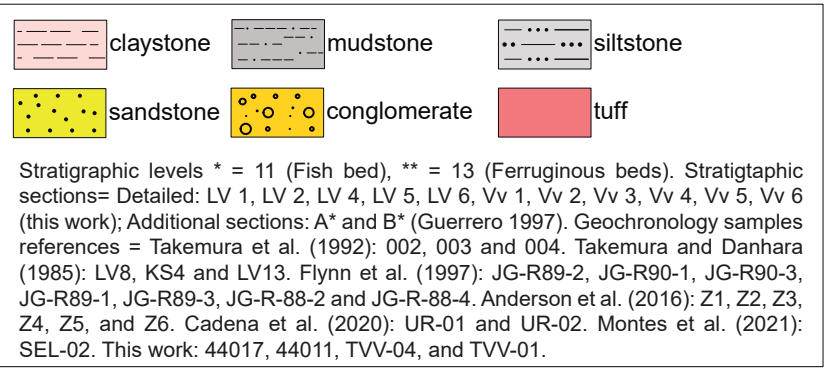 claystone mudstone siltstone
sandstone conglomerate tuff
Stratigraphic levels * = 11 (Fish bed), ** = 13 (Ferruginous beds). Stratigtaphic
sections= Detailed: LV 1, LV 2, LV 4, LV 5, LV 6, Vv 1, Vv 2, Vv 3, Vv 4, Vv 5, Vv 6
(this work); Additional sections: A* and B* (Guerrero 1997). Geochronology samples
references = Takemura et al. (1992): 002, 003 and 004. Takemura and Danhara
(1985): LV8, KS4 and LV13. Flynn et al. (1997): JG-R89-2, JG-R90-1, JG-R90-3,
JG-R89-1, JG-R89-3, JG-R-88-2 and JG-R-88-4. Anderson et al. (2016): Z1, Z2, Z3,
Z4, Z5, and Z6. Cadena et al. (2020): UR-01 and UR-02. Montes et al. (2021):
SEL-02. This work: 44017, 44011, TVV-04, and TVV-01.